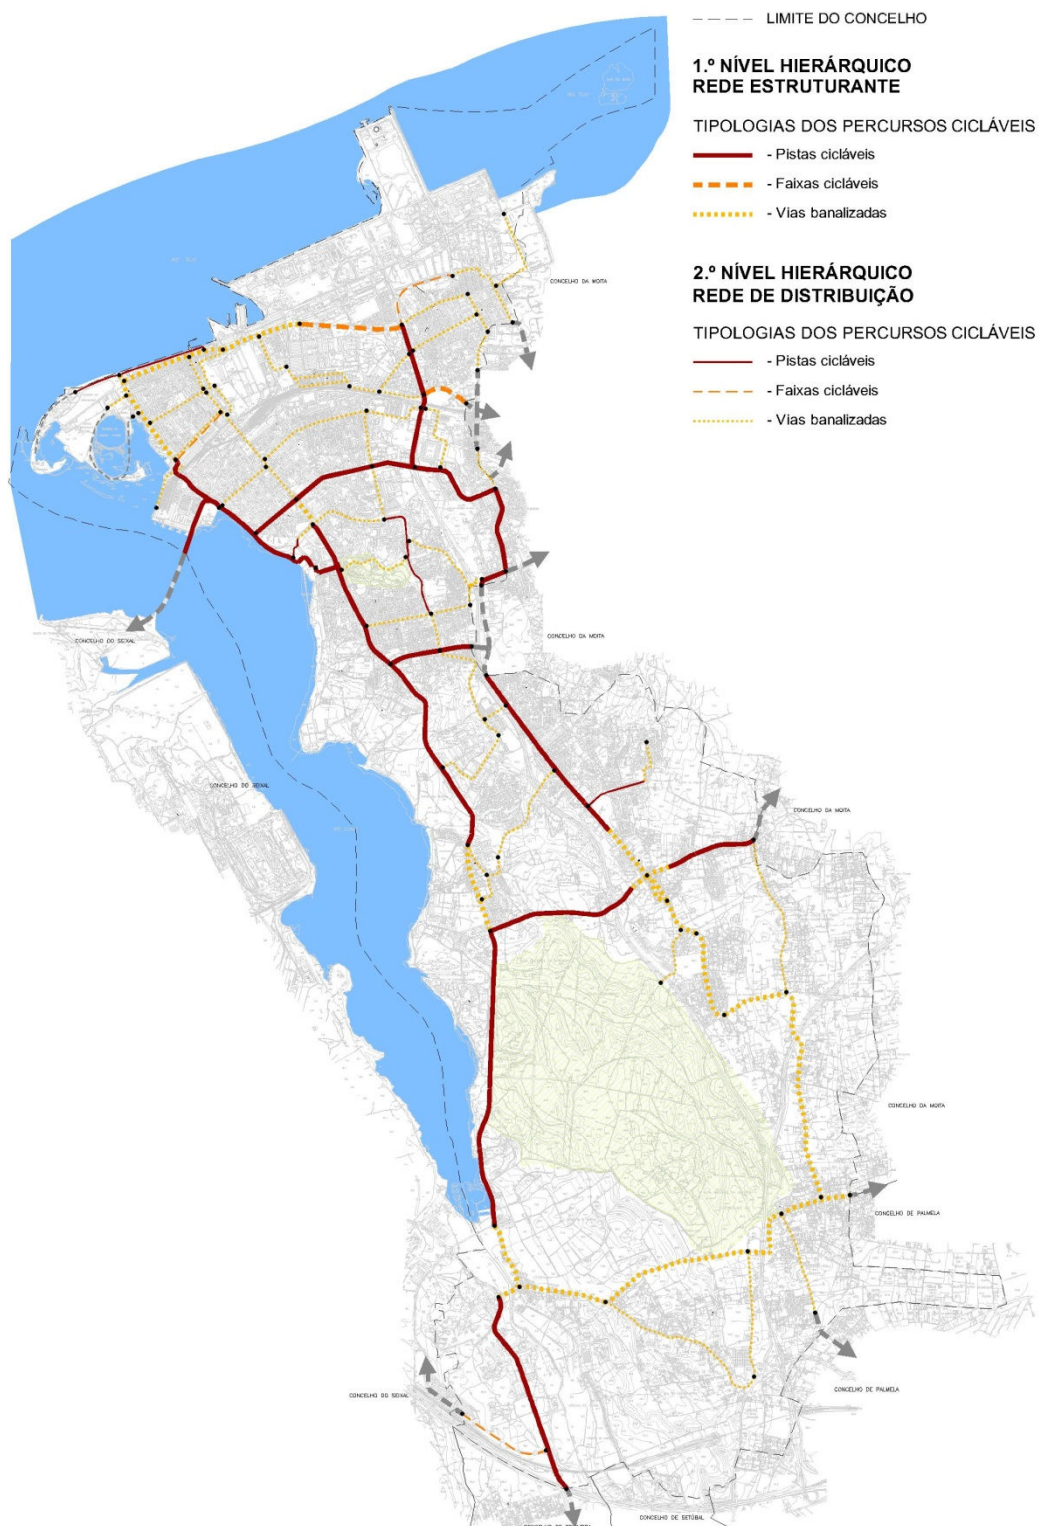 LIMITE DO CONCELHO
1.º NÍVEL HIERÁRQUICO
REDE ESTRUTURANTE
TIPOLOGIAS DOS PERCURSOS CICLÁVEIS
- Pistas cicláveis
- Faixas cicláveis
- Vias banalizadas
2.º NÍVEL HIERÁRQUICO
REDE DE DISTRIBUIÇÃO
TIPOLOGIAS DOS PERCURSOS CICLÁVEIS
- Pistas cicláveis
- Faixas cicláveis
- Vias banalizadas
CONCELHO DA MOITA
CONCELHO DO SEIXAL
CONCELHO DA MOITA
CONCELHO DO SEIXAL
CONCELHO DA MOITA
CONCELHO DA MOITA
CONCELHO DE PALMELA
CONCELHO DO SEIXAL
CONCELHO DE PALMELA
CONCELHO DE SETÚBAL